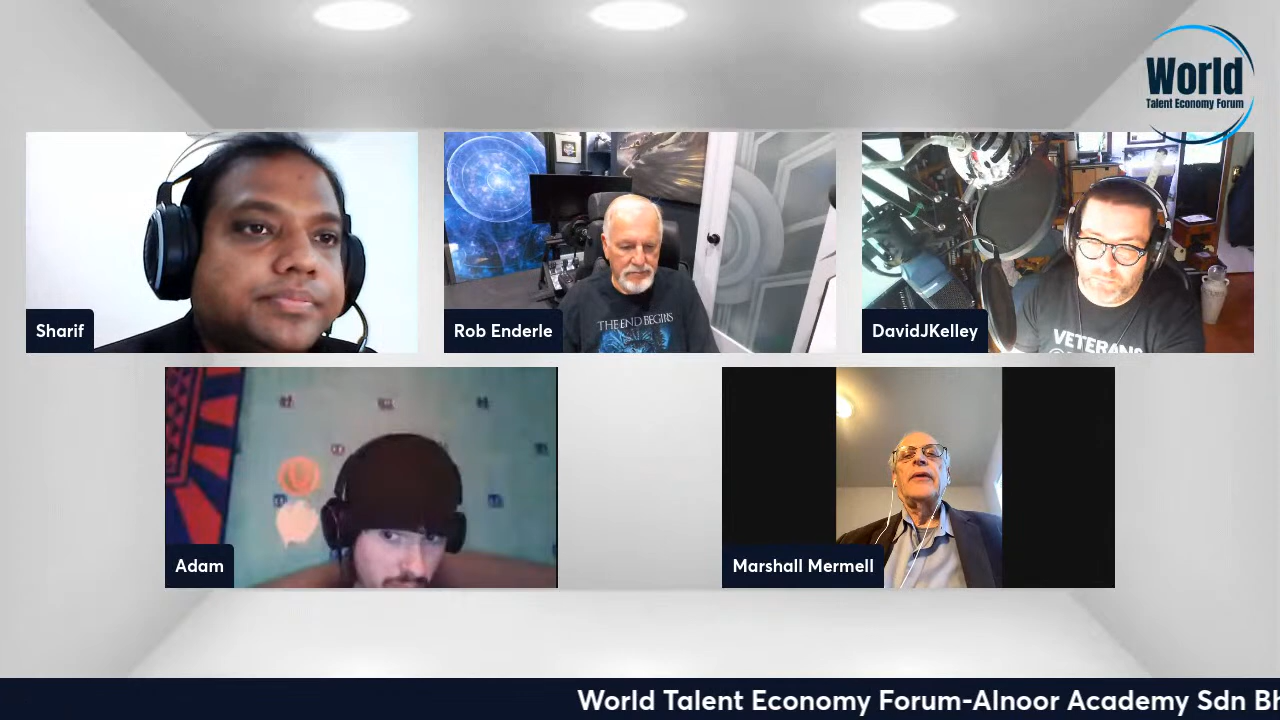 World
Talent Economy Forum
THE END BEGINS
VETERANS
Sharif
Rob Enderle
DavidJKelley
Adam
Marshall Mermell
World Talent Economy Forum-Alnoor Academy Sdn Bh